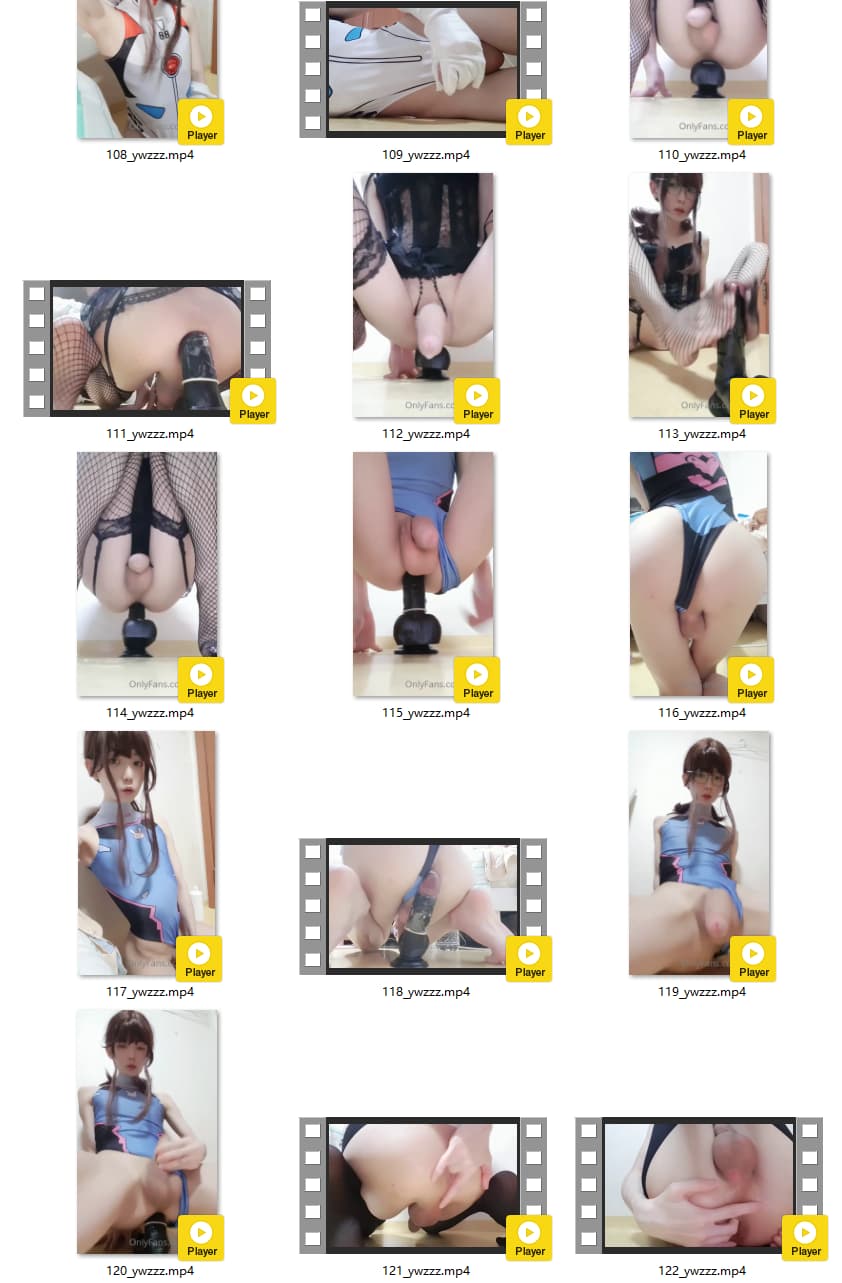 88
Player
Player
OnlyFans.co
Player
108_ywzzz.mp4
109_ywzzz.mp4
110_ywzzz.mp4
Player
OnlyFans.co
Player
OnlyFans.c
Player
111_ywzzz.mp4
112_ywzzz.mp4
113_ywzzz.mp4
OnlyFans.co
Player
OnlyFans.co
Player
OnlyFans.co
Player
114_ywzzz.mp4
115_ywzzz.mp4
116_ywzzz.mp4
Player
Player
Player
117_ywzzz.mp4
118_ywzzz.mp4
119_ywzzz.mp4
OnlyFans.c
Player
Player
Player
120_ywzzz.mp4
121_ywzzz.mp4
122_ywzzz.mp4